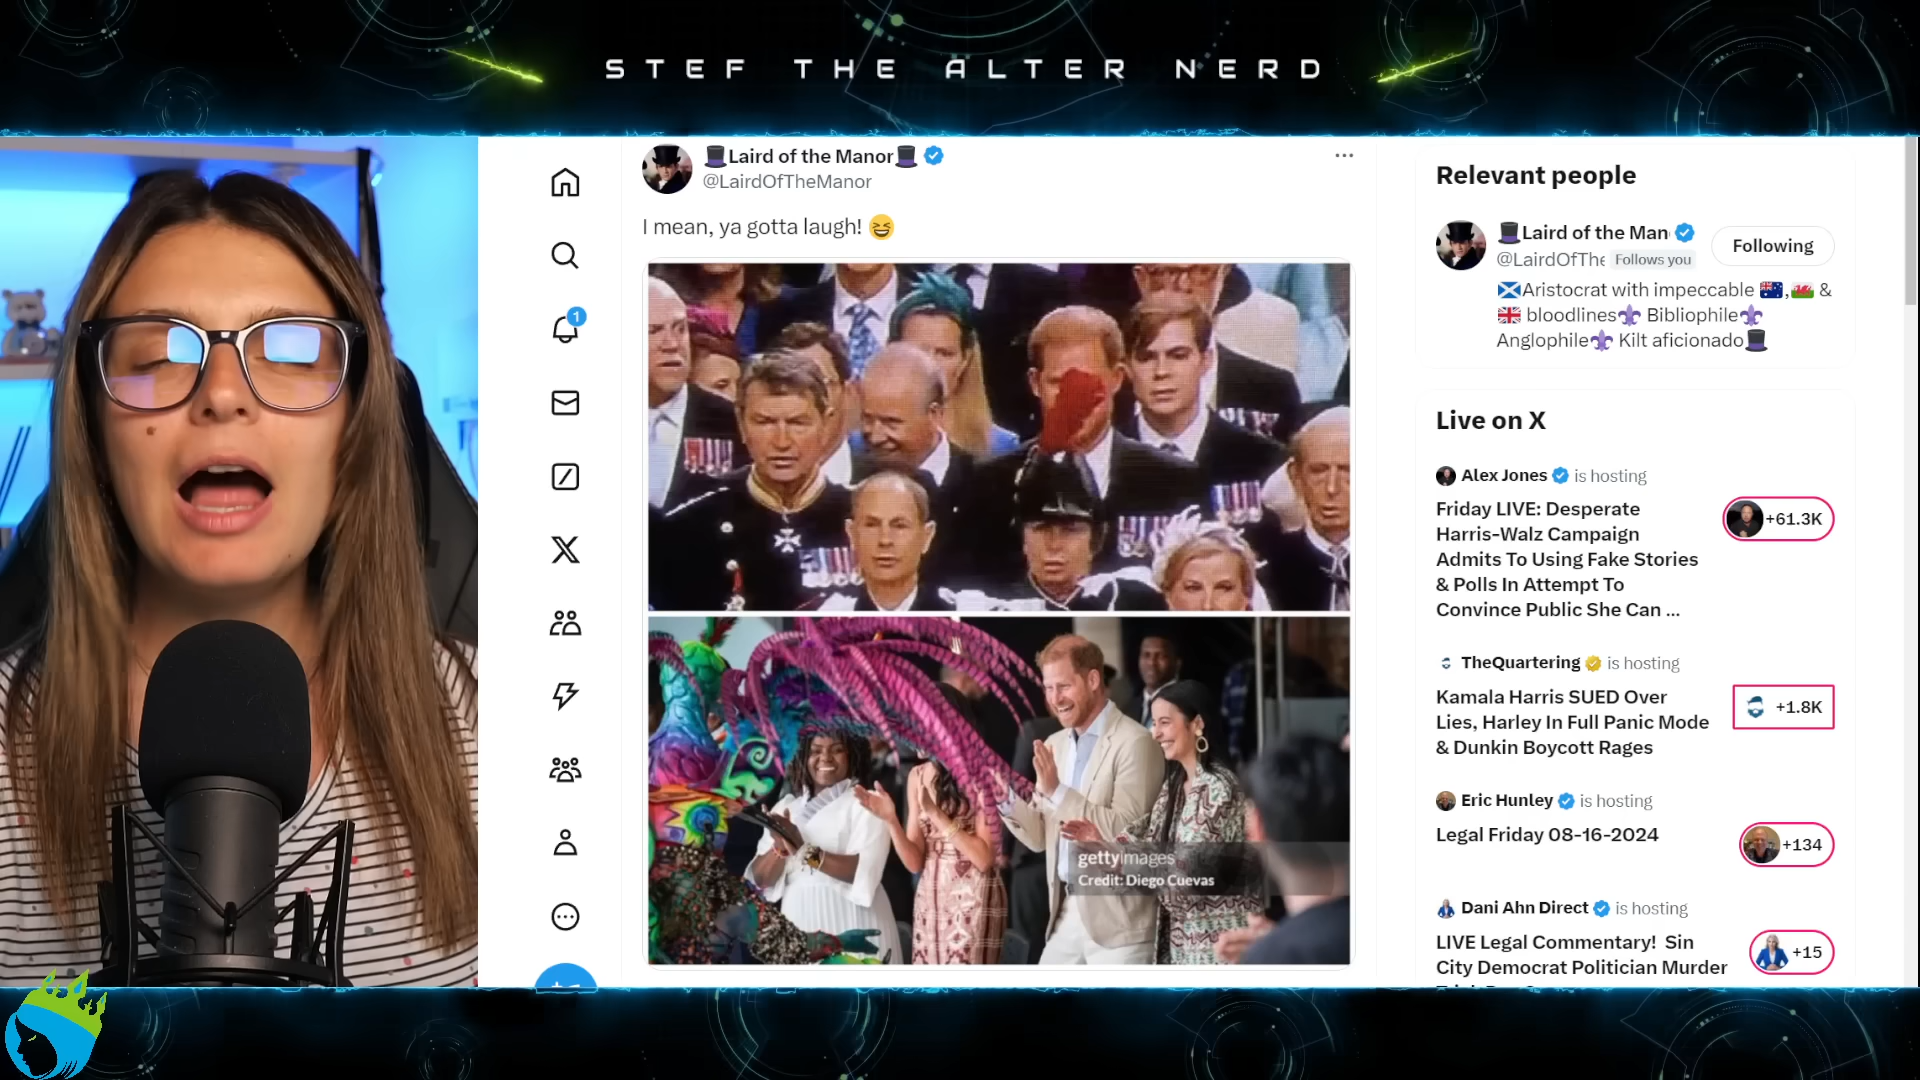 STEF THE ALTER NERD
Laird of the Manor
@LairdOfTheManor
I mean, ya gotta laugh!
gettyimages
Credit: Diego Cuevas
1
Relevant people
Laird of the Man
@LairdOfThe Follows you
Following
Aristocrat with impeccable , &
bloodlines Bibliophile
Anglophile Kilt aficionado
Live on X
Alex Jones is hosting
Friday LIVE: Desperate
Harris-Walz Campaign
Admits To Using Fake Stories
& Polls In Attempt To
Convince Public She Can ...
+61.3K
TheQuartering is hosting
Kamala Harris SUED Over
Lies, Harley In Full Panic Mode
& Dunkin Boycott Rages
+1.8K
Eric Hunley is hosting
Legal Friday 08-16-2024
+134
Dani Ahn Direct is hosting
LIVE Legal Commentary! Sin
City Democrat Politician Murder
+15